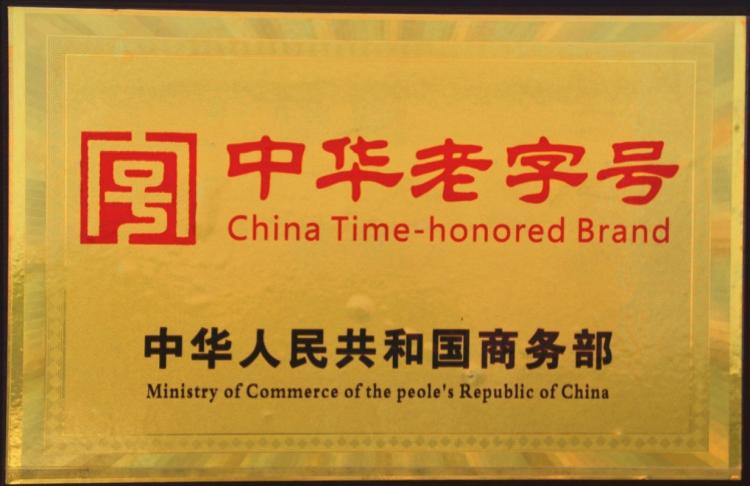 中华老字号
China Time-honored Brand
中华人民共和国商务部
Ministry of Commerce of the peole's Republic of China